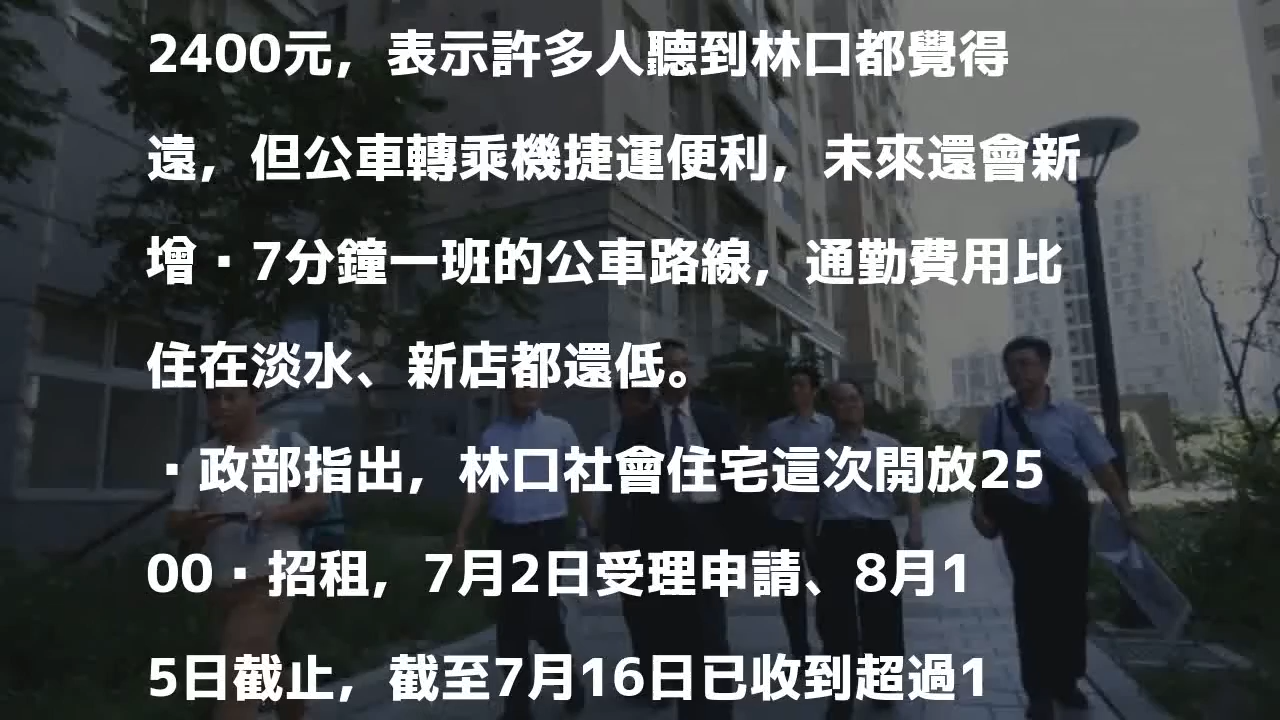 2400元，表示許多人聽到林口都覺得
遠，但公車轉乘機捷運便利，未來還會新
增·7分鐘一班的公車路線，通勤費用比
住在淡水、新店都還低。
·政部指出，林口社會住宅這次開放25
00·招租，7月2日受理申請、8月1
5日截止，截至7月16日已收到超過1